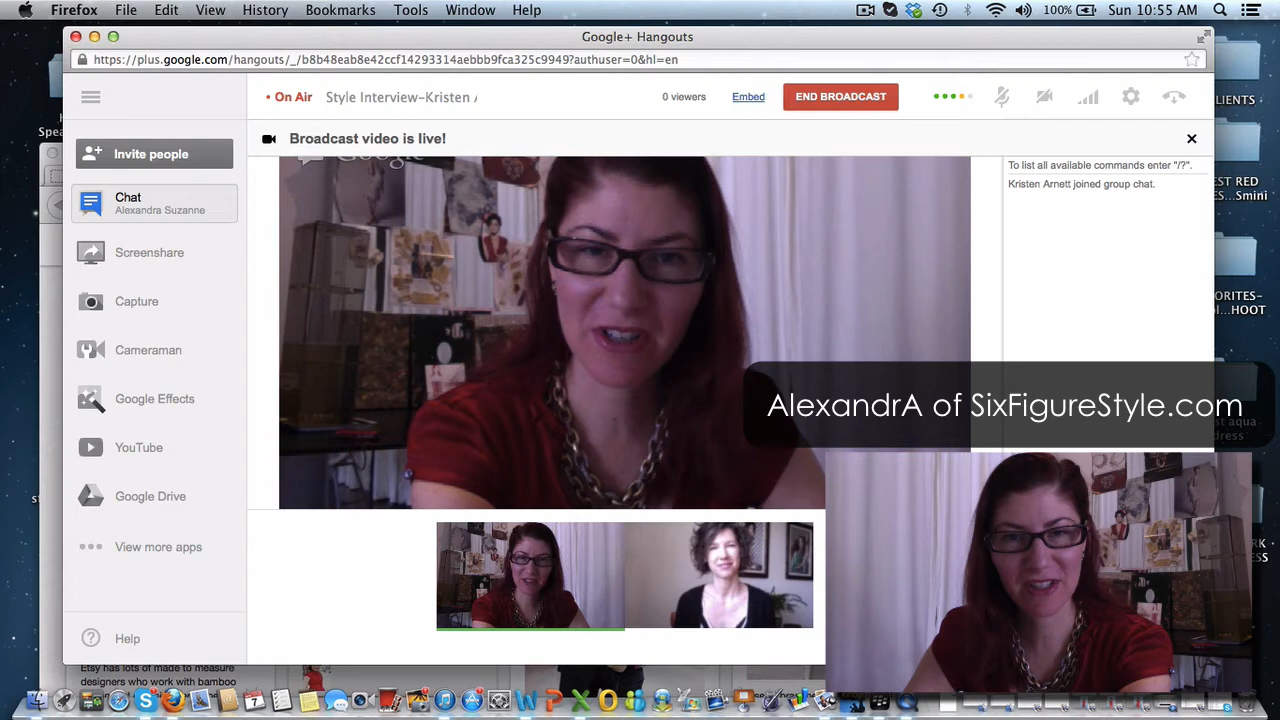 Firefox File Edit View History Bookmarks Tools Window Help
100%
Sun 10:55 AM
Google+ Hangouts
https://plus.google.com/hangouts/_/b8b48eab8e42ccf14293314aebbb9fca325c9949?authuser=0&hl=en
On Air
Style Interview-Kristen
0 viewers
Embed
END BROADCAST
Broadcast video is live!
Invite people
Chat
Alexandra Suzanne
Screenshare
Capture
Cameraman
Google Effects
YouTube
Google Drive
View more apps
Help
Google
To list all available commands enter "/?".
Kristen Arnett joined group chat.
AlexandrA of SixFigureStyle.com
Etsy has lots of made to measure
designers who work with bamboo